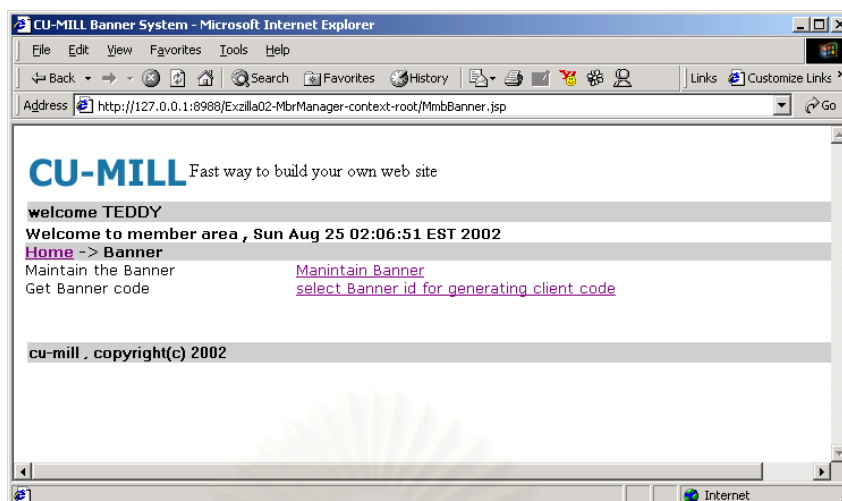 CU-MILL Banner System - Microsoft Internet Explorer
File Edit View Favorites Tools Help
Back Search Favorites History Links Customize Links
Address http://127.0.0.1:8988/Exzilla02-MbrManager-context-root/MmbBanner.jsp Go
CU-MILL Fast way to build your own web site
welcome TEDDY
Welcome to member area , Sun Aug 25 02:06:51 EST 2002
Home -> Banner
Maintain the Banner Manintain Banner
Get Banner code select Banner id for generating client code
cu-mill , copyright(c) 2002
Internet